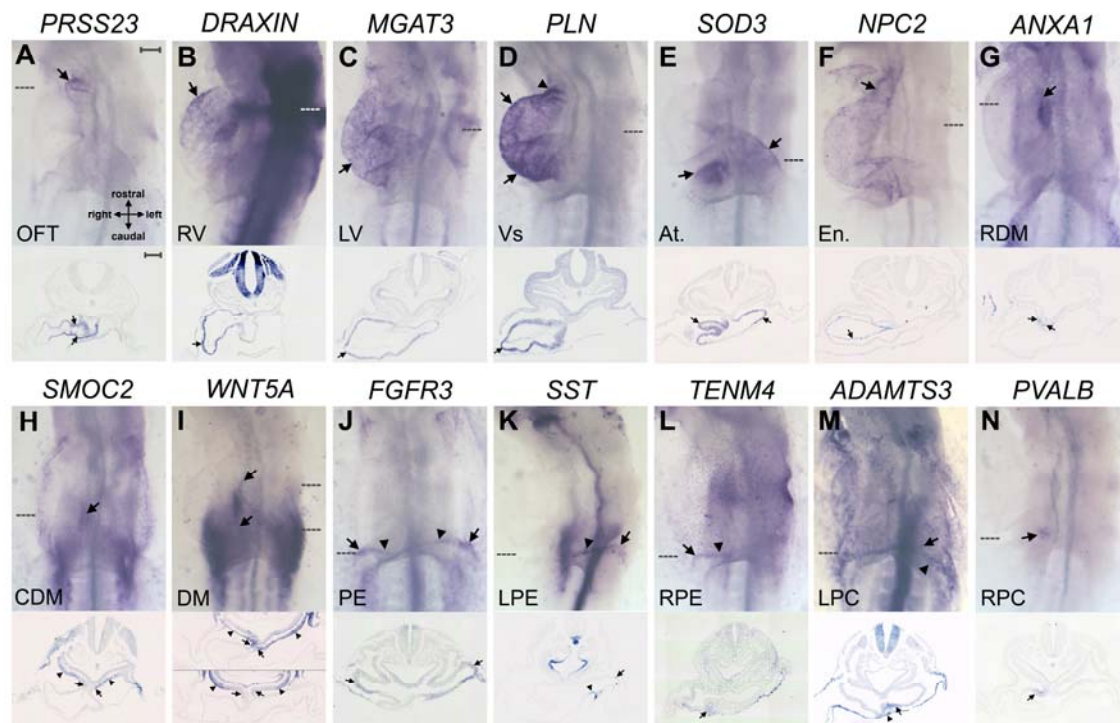 PRSS23 DRAXIN MGAT3 PLN SOD3 NPC2 ANXA1
A B C D E F G
rostral
right left
caudal
OFT RV LV Vs At. En. RDM
SMOC2 WNT5A FGFR3 SST TENM4 ADAMTS3 PVALB
H I J K L M N
CDM DM PE LPE RPE LPC RPC